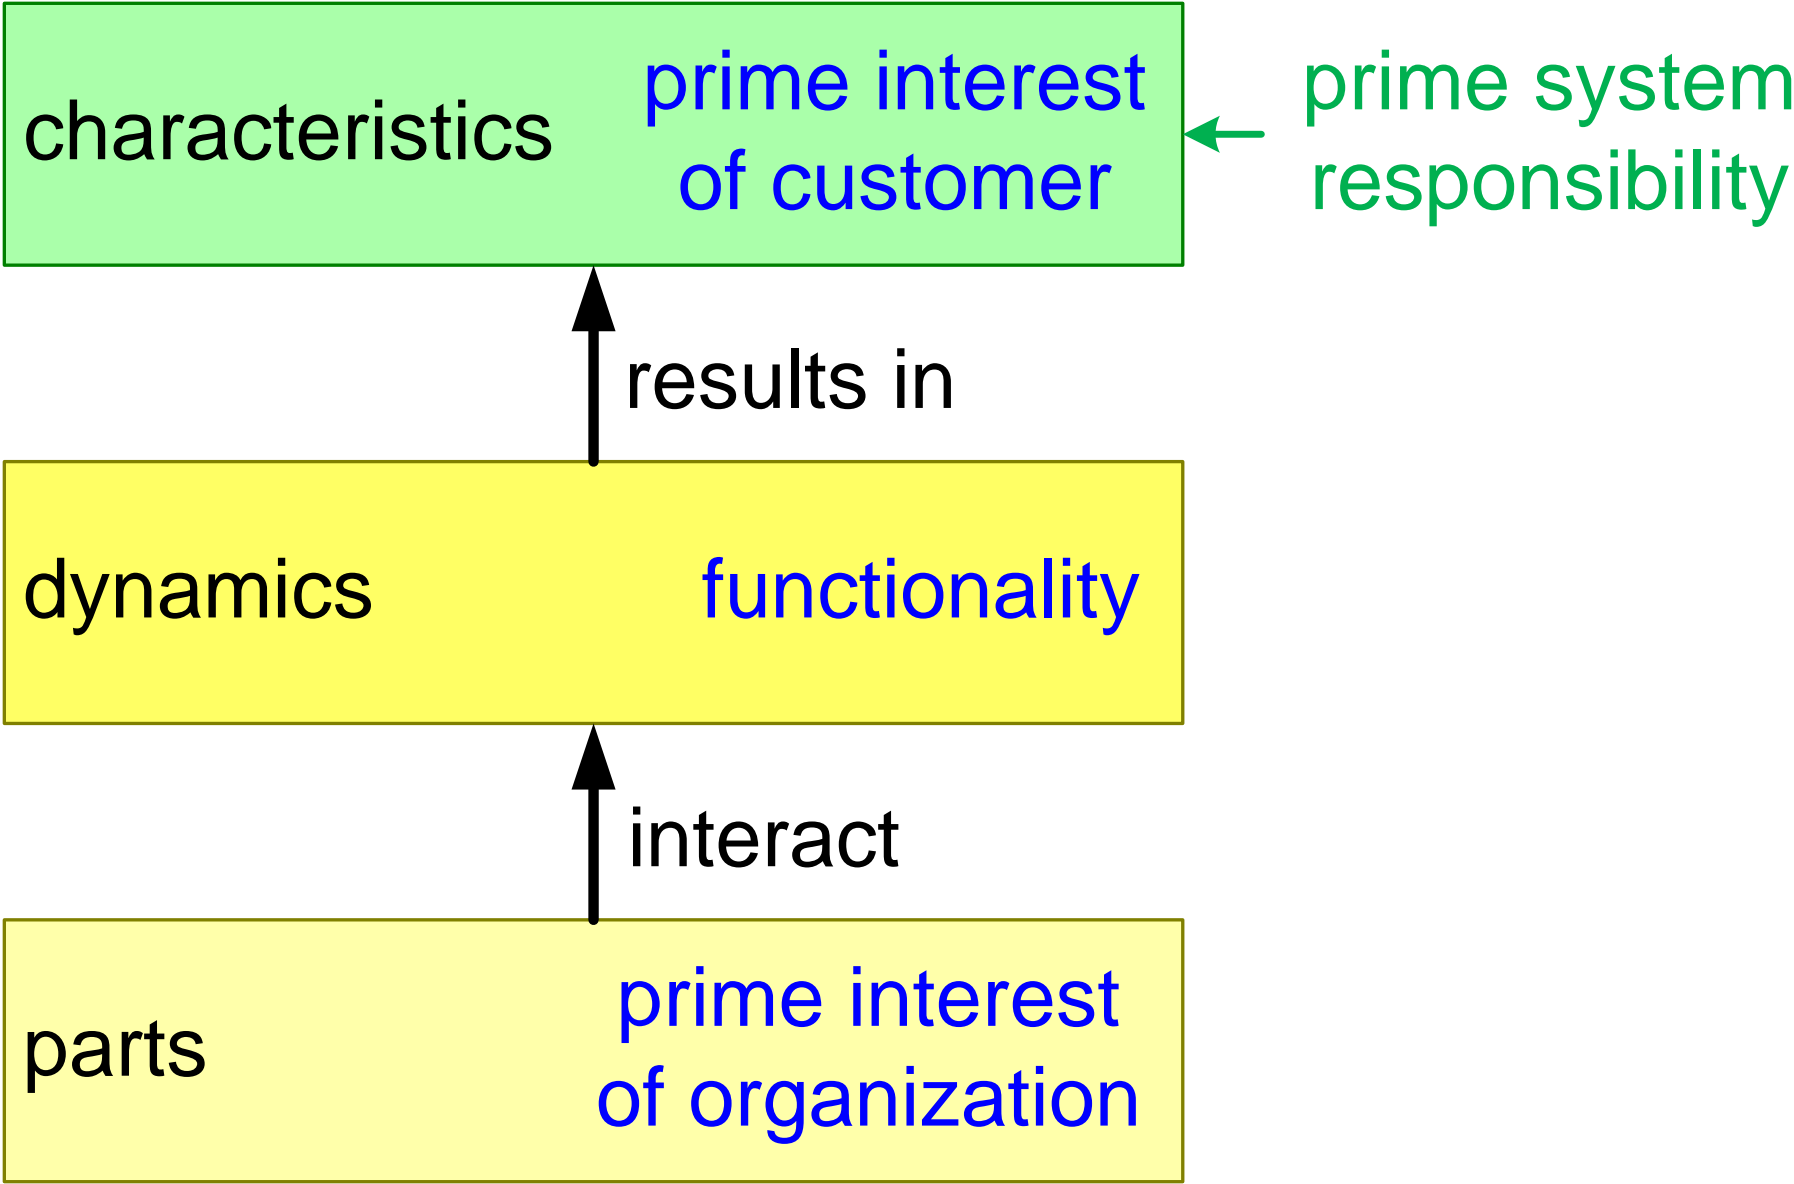 characteristics
prime interest
of customer
prime system
responsibility
results in
dynamics
functionality
interact
parts
prime interest
of organization